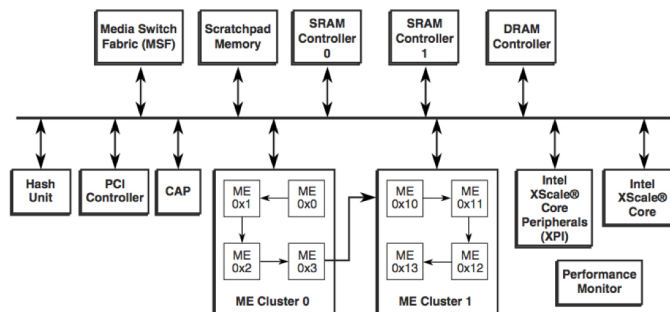 Media Switch
Fabric (MSF)
Scratchpad
Memory
SRAM
Controller
0
SRAM
Controller
1
DRAM
Controller
Hash
Unit
PCI
Controller
CAP
ME
0x1
ME
0x0
ME
0x2
ME
0x3
ME Cluster 0
ME
0x10
ME
0x11
ME
0x13
ME
0x12
ME Cluster 1
Intel
XScale®
Core
Peripherals
(XPI)
Intel
XScale®
Core
Performance
Monitor